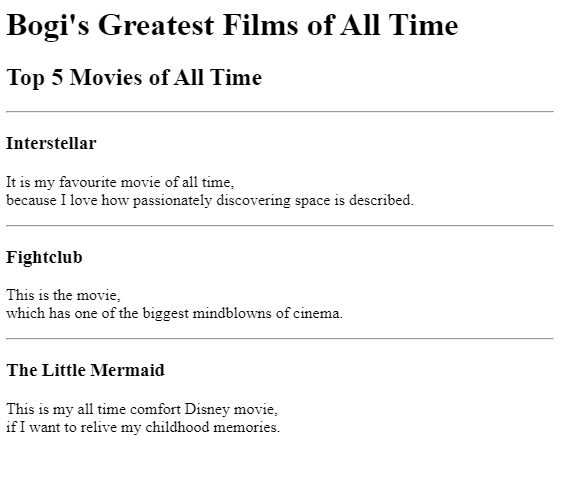 Bogi's Greatest Films of All Time
Top 5 Movies of All Time
Interstellar
It is my favourite movie of all time,
because I love how passionately discovering space is described.
Fightclub
This is the movie,
which has one of the biggest mindblowns of cinema.
The Little Mermaid
This is my all time comfort Disney movie,
if I want to relive my childhood memories.